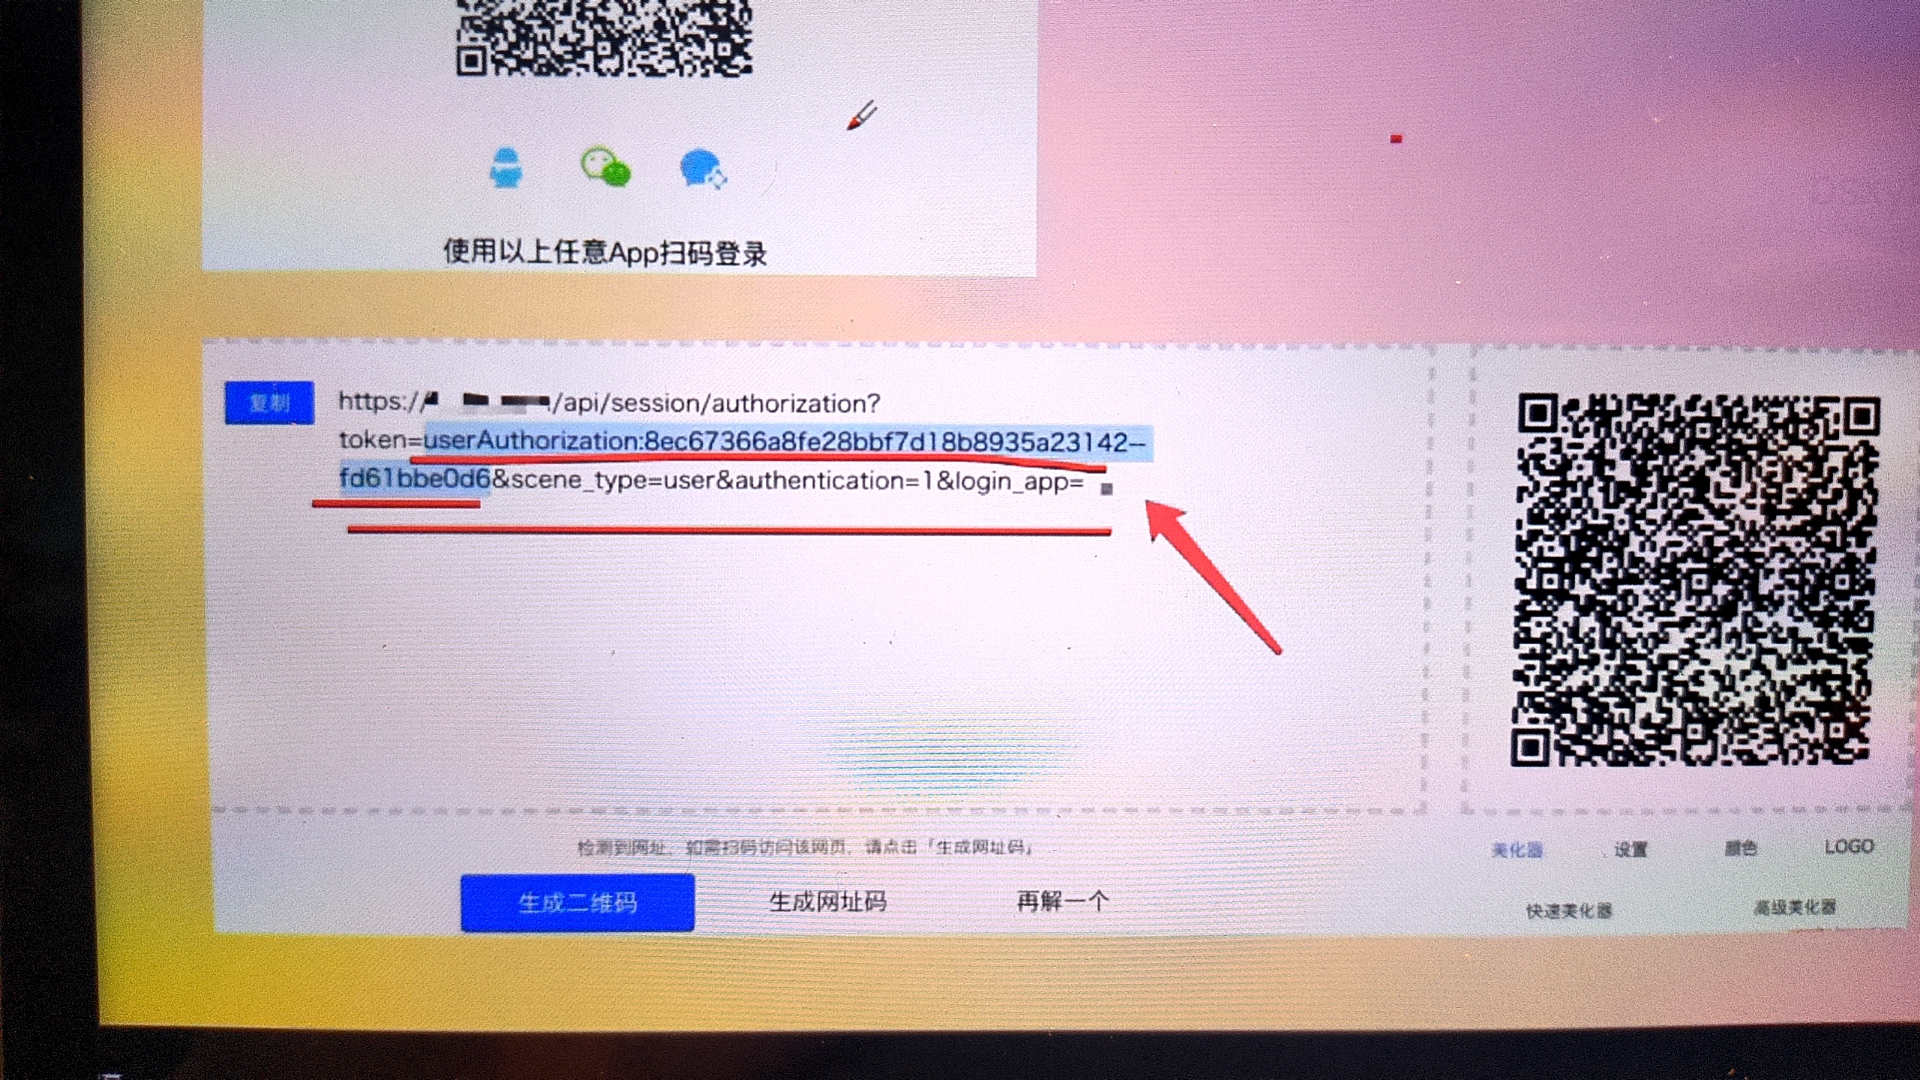 使用以上任意App扫码登录
复制
https:// /api/session/authorization?
token=userAuthorization:8ec67366a8fe28bbf7d18b8935a23142-
fd61bbe0d6&scene_type=user&authentication=1&login_app=
检测到网址，如需扫码访问该网页，请点击「生成网址码」
生成二维码
生成网址码
再解一个
美化器
设置
颜色
LOGO
快速美化器
高级美化器